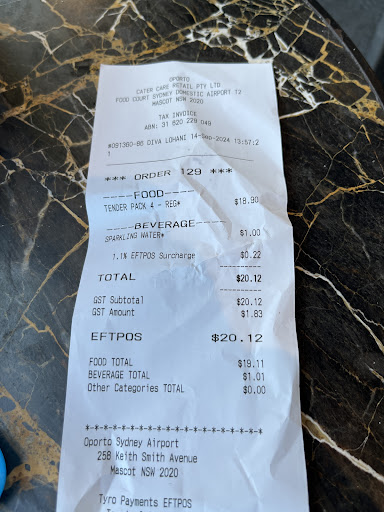 OPORTO
CATER CARE RETAIL PTY LTD
FOOD COURT SYDNEY DOMESTIC AIRPORT T2
MASCOT NSW 2020
TAX INVOICE
ABN: 31 620 229 049
#091360-86 DIVA LOHANI 14-Sep-2024 13:57:2
1
*** ORDER 129 ***
-----FOOD-----
TENDER PACK 4 - REG* $18.90
-----BEVERAGE-----
SPARKLING WATER* $1.00
1.1% EFTPOS Surcharge $0.22
TOTAL $20.12
GST Subtotal $20.12
GST Amount $1.83
EFTPOS $20.12
FOOD TOTAL $19.11
BEVERAGE TOTAL $1.01
Other Categories TOTAL $0.00
*-*-*-*-*-*-*-*-*-*-*-*-*-*-*-*-*-*-*-*
Oporto Sydney Airport
258 Keith Smith Avenue
Mascot NSW 2020
Tyro Payments EFTPOS